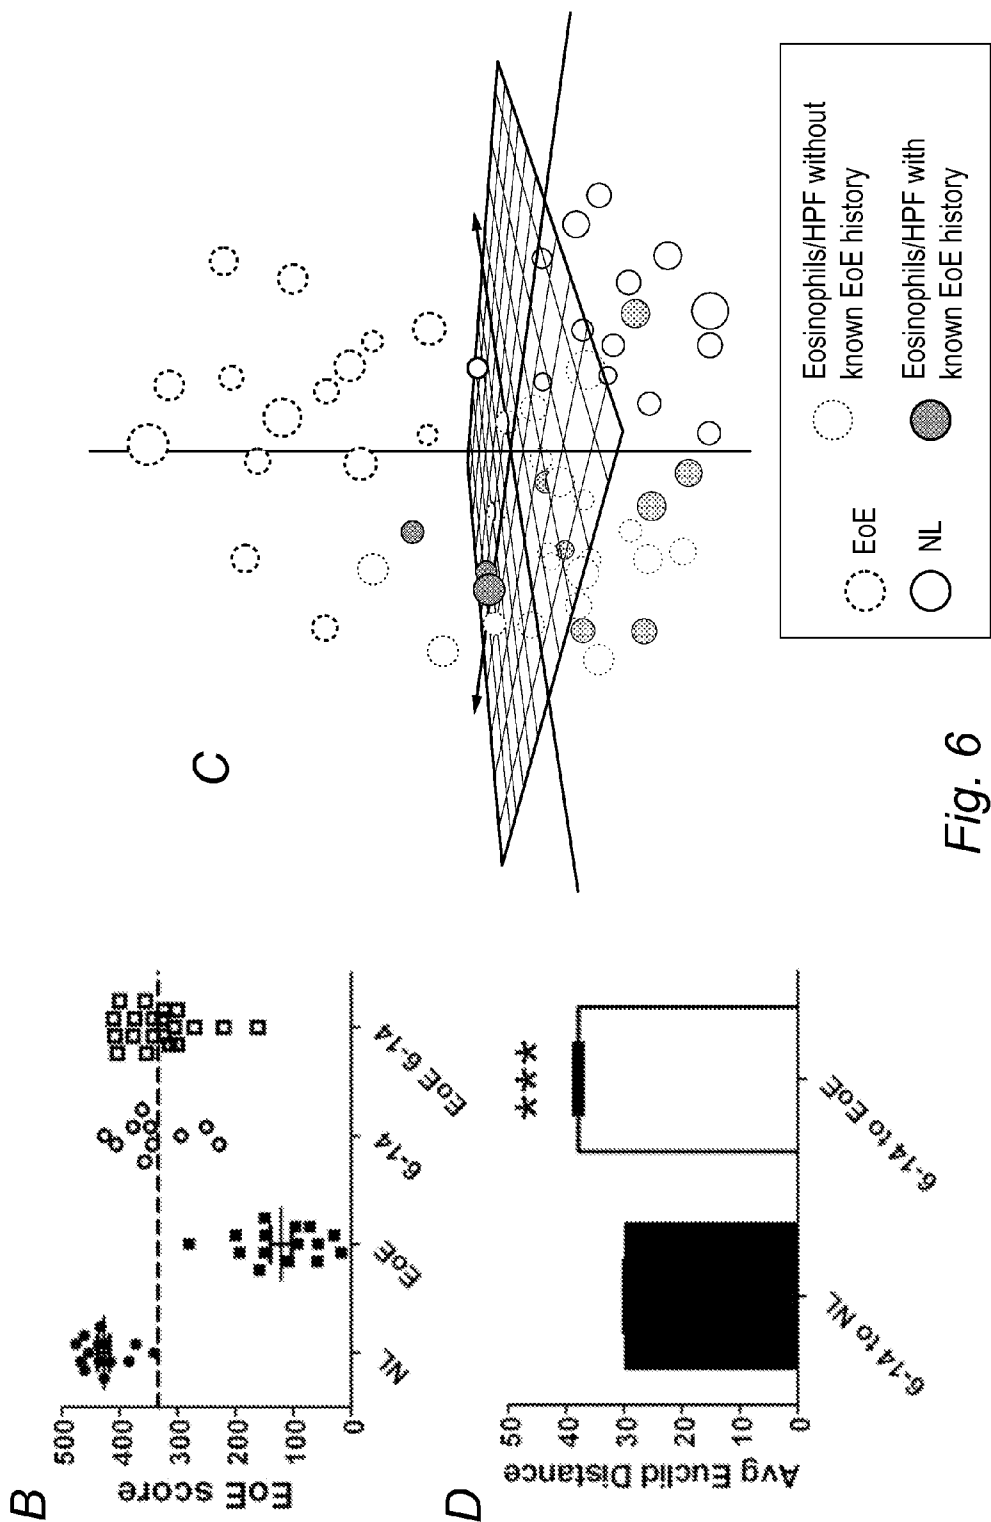 B
EoE score
500
400
300
200
100
0
NL
EoE
6-14
EoE 6-14
C
D
Avg Euclid Distance
50
40
30
20
10
0
***
6-14 to NL
6-14 to EoE
EoE
NL
Eosinophils/HPF without
known EoE history
Eosinophils/HPF with
known EoE history
Fig. 6